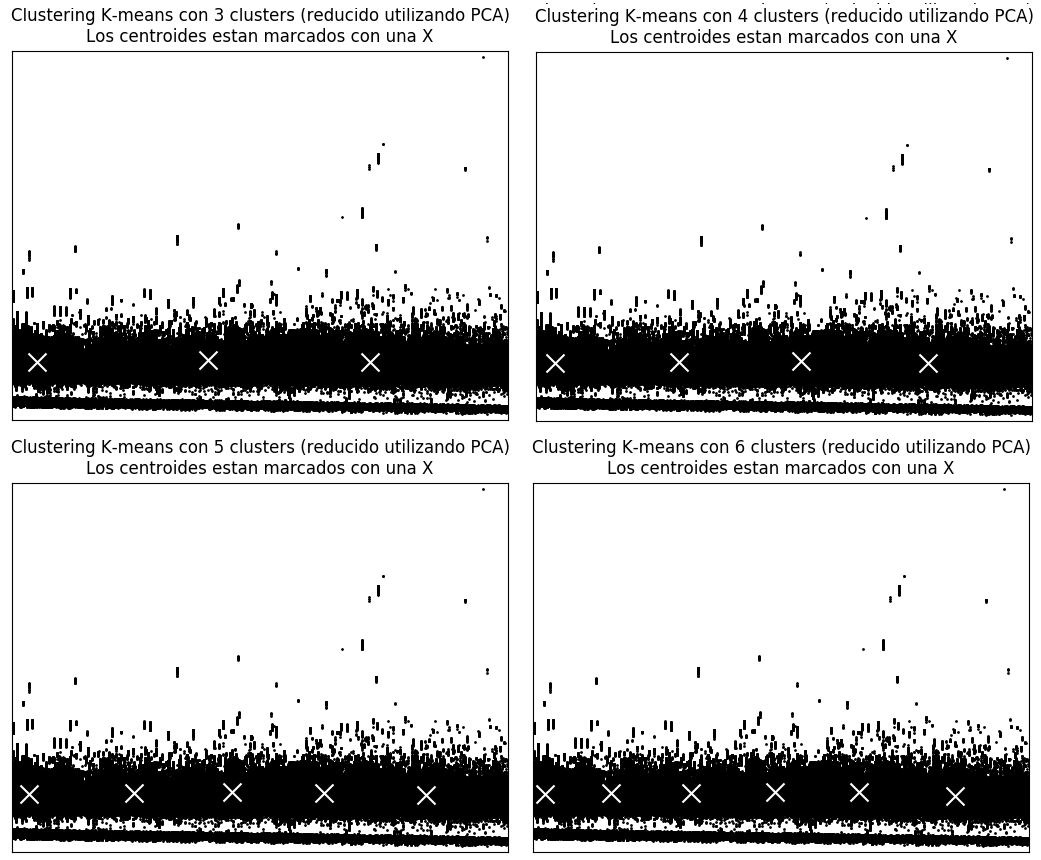 Clustering K-means con 3 clusters (reducido utilizando PCA)
Los centroides estan marcados con una X
Clustering K-means con 4 clusters (reducido utilizando PCA)
Los centroides estan marcados con una X
Clustering K-means con 5 clusters (reducido utilizando PCA)
Los centroides estan marcados con una X
Clustering K-means con 6 clusters (reducido utilizando PCA)
Los centroides estan marcados con una X